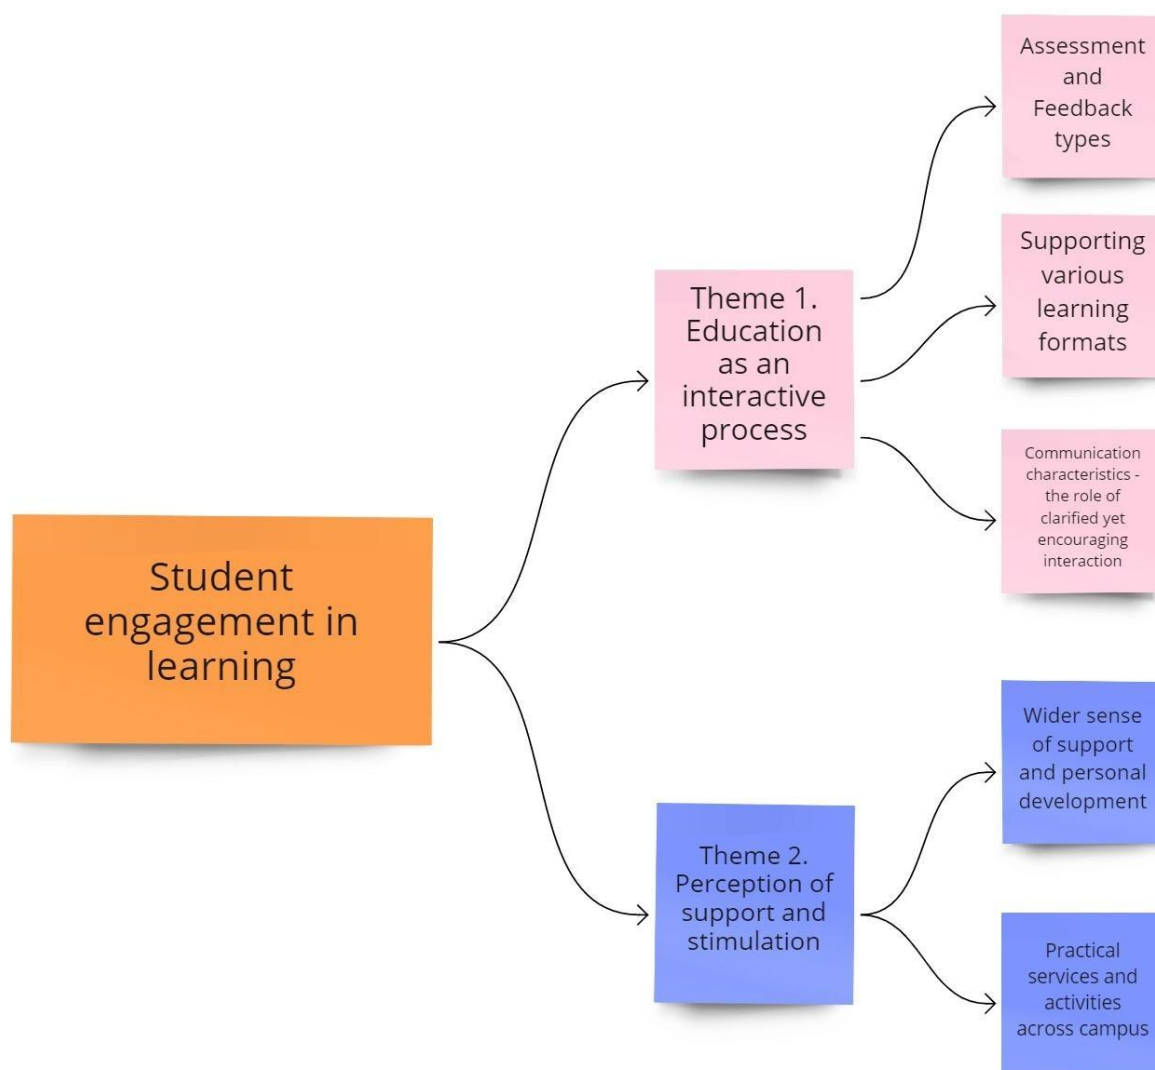 Student
engagement in
learning
Theme 1.
Education
as an
interactive
process
Assessment
and
Feedback
types
Supporting
various
learning
formats
Communication
characteristics -
the role of
clarified yet
encouraging
interaction
Theme 2.
Perception of
support and
stimulation
Wider sense
of support
and personal
development
Practical
services and
activities
across campus